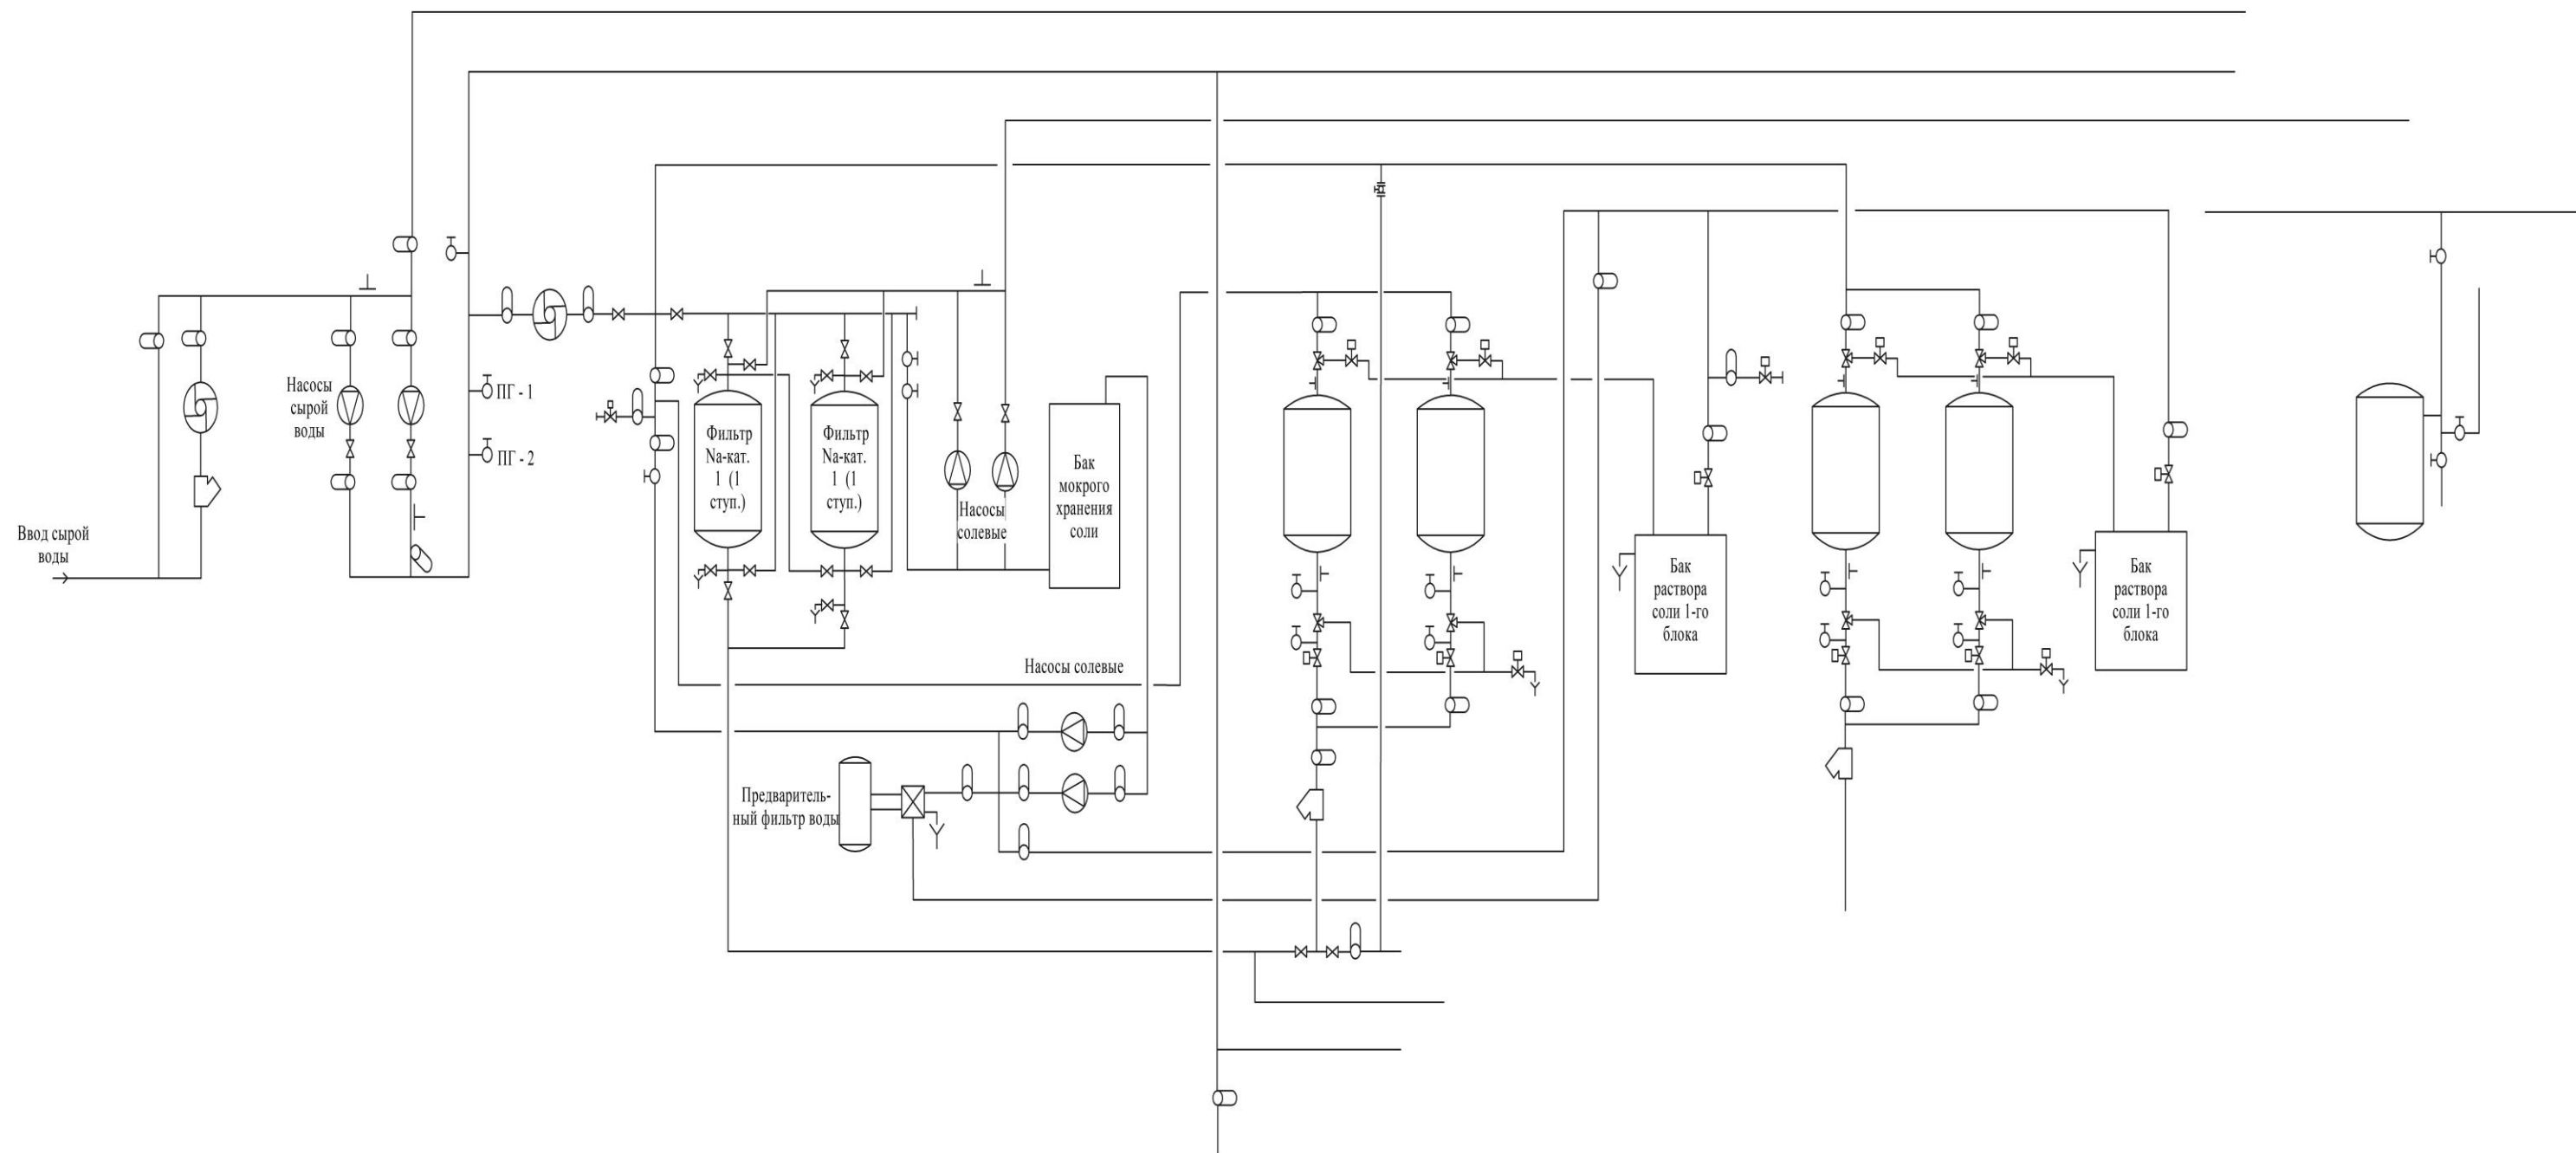 Насосы
сырой
воды
ПГ - 1
ПГ - 2
Ввод сырой
воды
Фильтр
Na-кат.
1 (1
ступ.)
Фильтр
Na-кат.
1 (1
ступ.)
Насосы
солевые
Бак
мокрого
хранения
соли
Насосы солевые
Предваритель-
ный фильтр воды
Бак
раствора
соли 1-го
блока
Бак
раствора
соли 1-го
блока